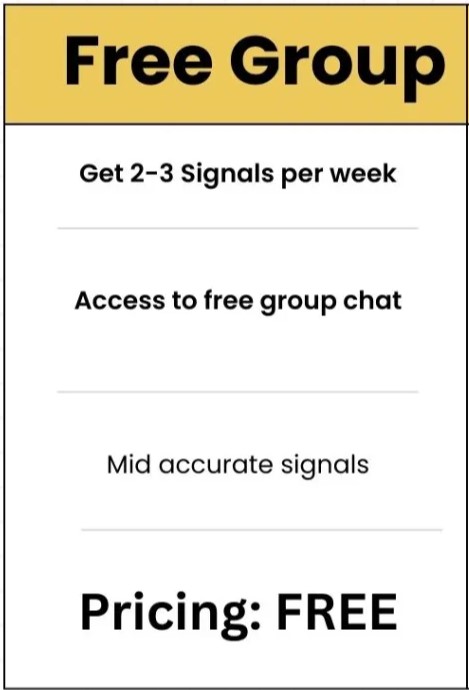 Free Group
Get 2-3 Signals per week
Access to free group chat
Mid accurate signals
Pricing: FREE